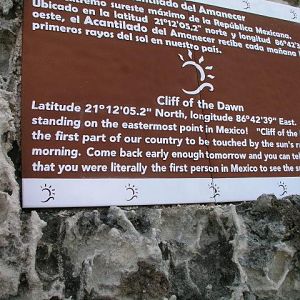 Acantilado del Amanecer
extremo sureste máximo de la República Mexicana.
Ubicado en la latitud 21°12'05.2" norte y longitud 86°42'3
oeste, el Acantilado del Amanecer recibe cada mañana
primeros rayos del sol en nuestro país.
Cliff of the Dawn
Latitude 21°12'05.2" North, longitude 86°42'39" East.
standing on the easternmost point in Mexico! "Cliff of the
the first part of our country to be touched by the sun's r
morning. Come back early enough tomorrow and you can tel
that you were literally the first person in Mexico to see the su